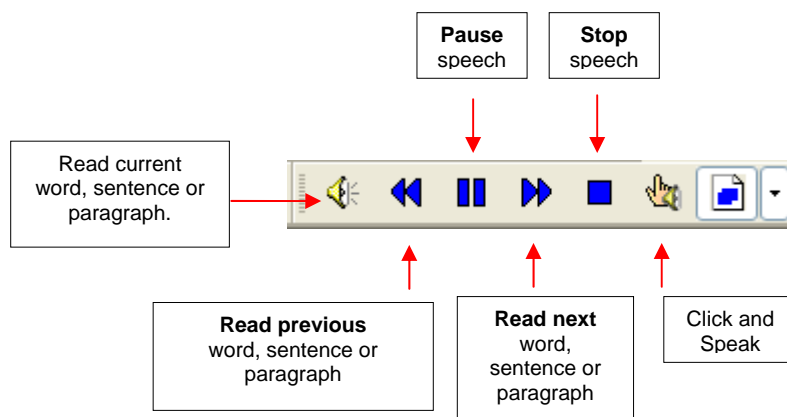 Pause
speech
Stop
speech
Read current
word, sentence or
paragraph.
Read previous
word, sentence or
paragraph
Read next
word,
sentence or
paragraph
Click and
Speak